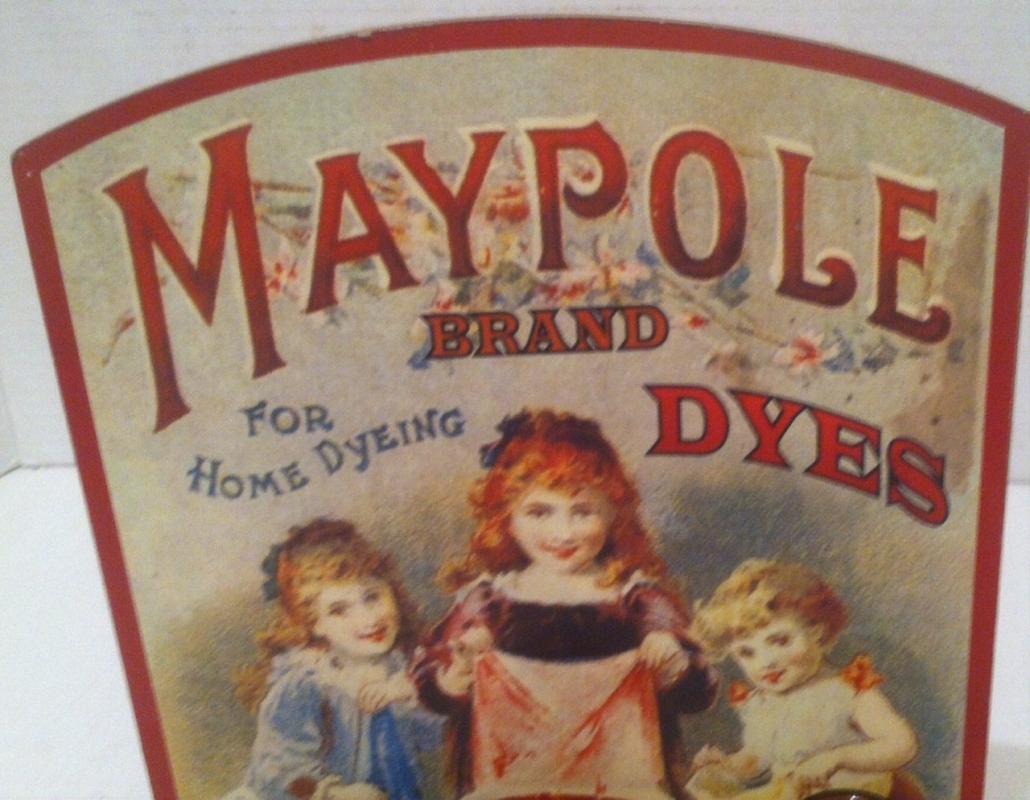 MAYPOLE
BRAND
DYES
FOR
HOME DYEING